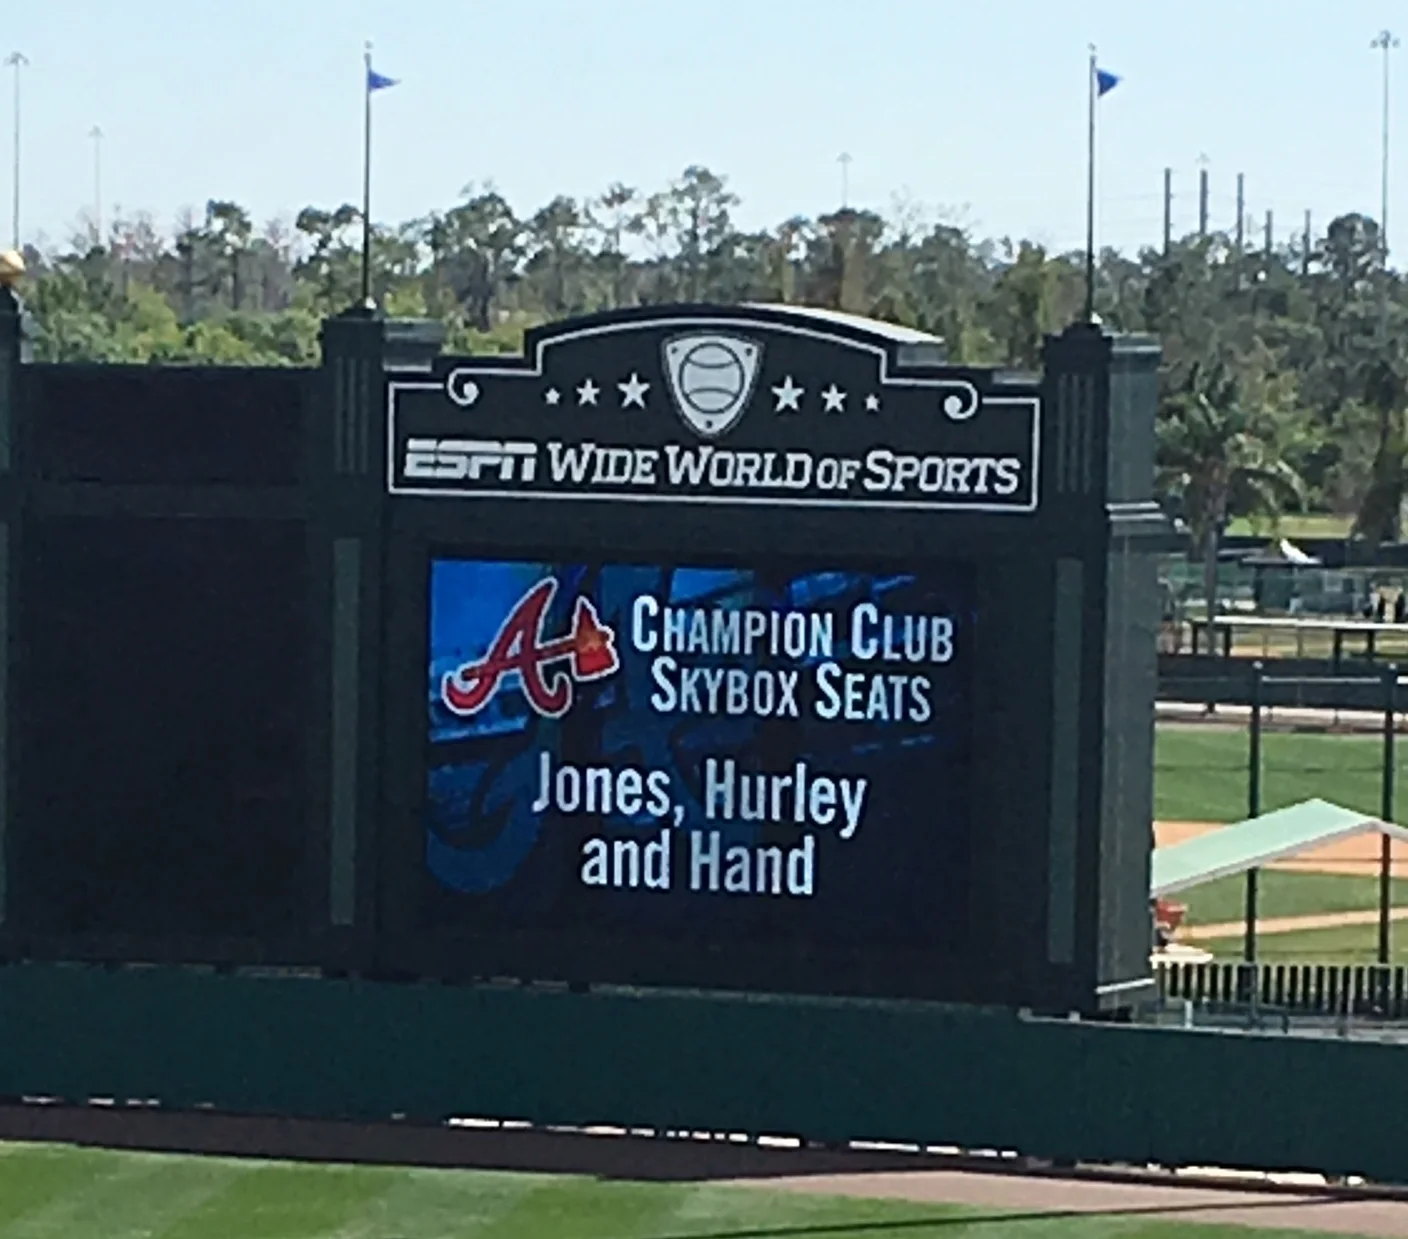 ESPN WIDE WORLD OF SPORTS
A
CHAMPION CLUB
SKYBOX SEATS
Jones, Hurley
and Hand